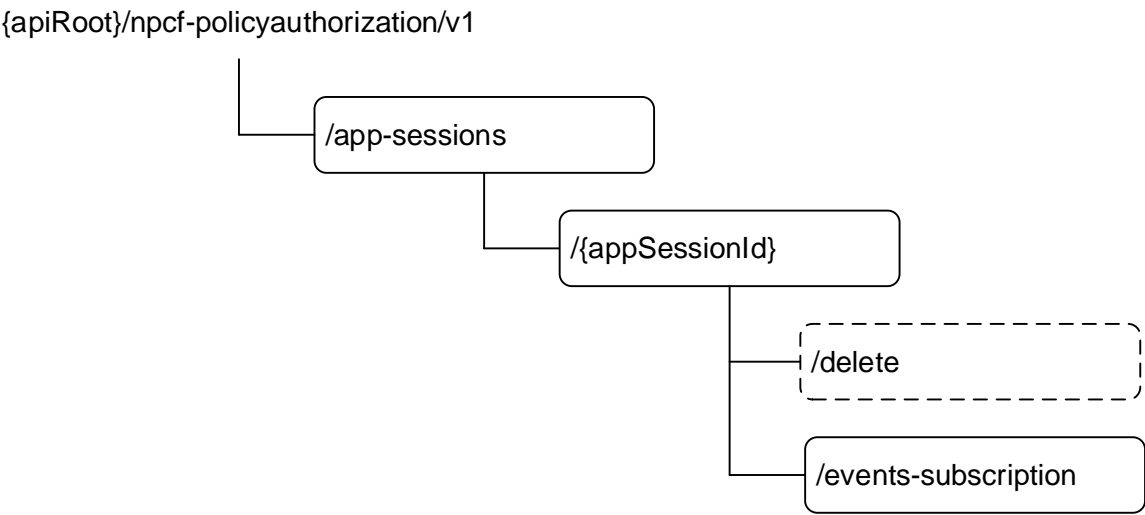 {apiRoot}/npcf-policyauthorization/v1
/app-sessions
/{appSessionId}
/delete
/events-subscription